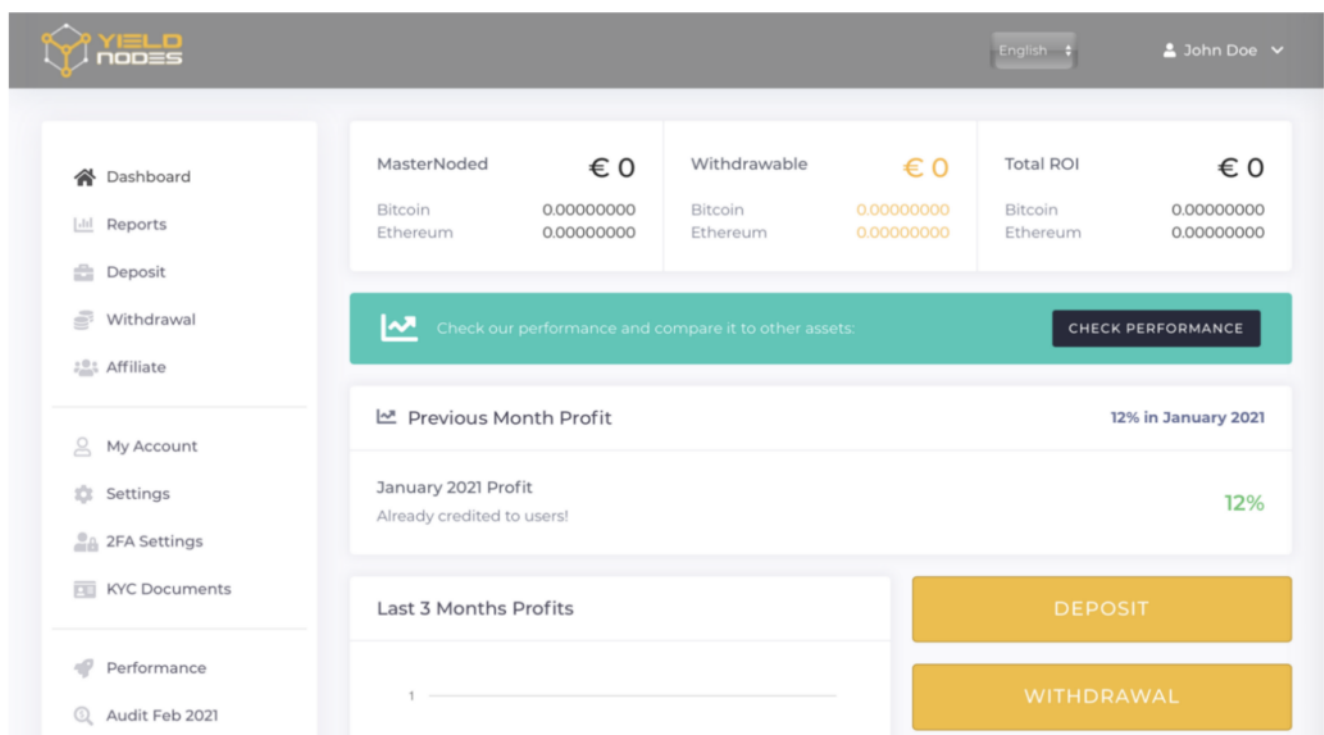 YIELD
NODES
English
John Doe
Dashboard
Reports
Deposit
Withdrawal
Affiliate
My Account
Settings
2FA Settings
KYC Documents
Performance
Audit Feb 2021
MasterNoded € 0
Bitcoin 0.00000000
Ethereum 0.00000000
Withdrawable € 0
Bitcoin 0.00000000
Ethereum 0.00000000
Total ROI € 0
Bitcoin 0.00000000
Ethereum 0.00000000
Check our performance and compare it to other assets:
CHECK PERFORMANCE
Previous Month Profit
12% in January 2021
January 2021 Profit
Already credited to users!
12%
Last 3 Months Profits
1
DEPOSIT
WITHDRAWAL